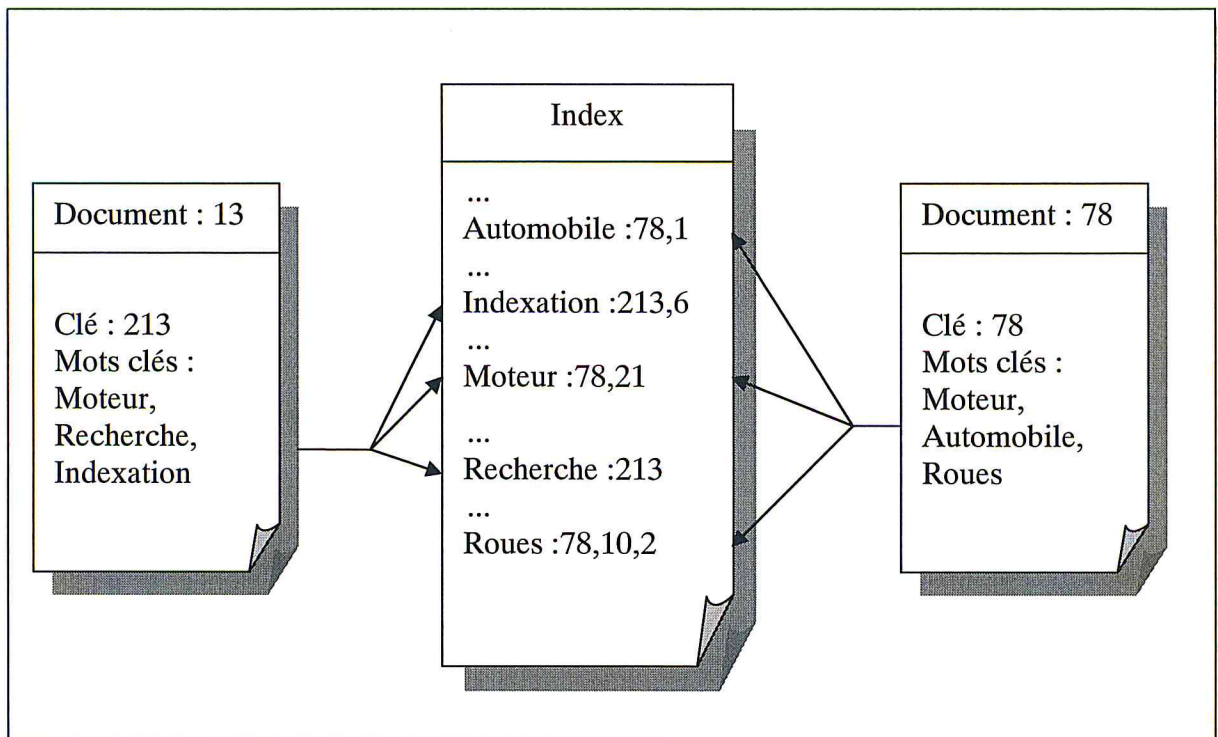 Document : 13
Clé : 213
Mots clés :
Moteur,
Recherche,
Indexation
Index
...
Automobile :78,1
...
Indexation :213,6
...
Moteur :78,21
...
Recherche :213
...
Roues :78,10,2
Document : 78
Clé : 78
Mots clés :
Moteur,
Automobile,
Roues